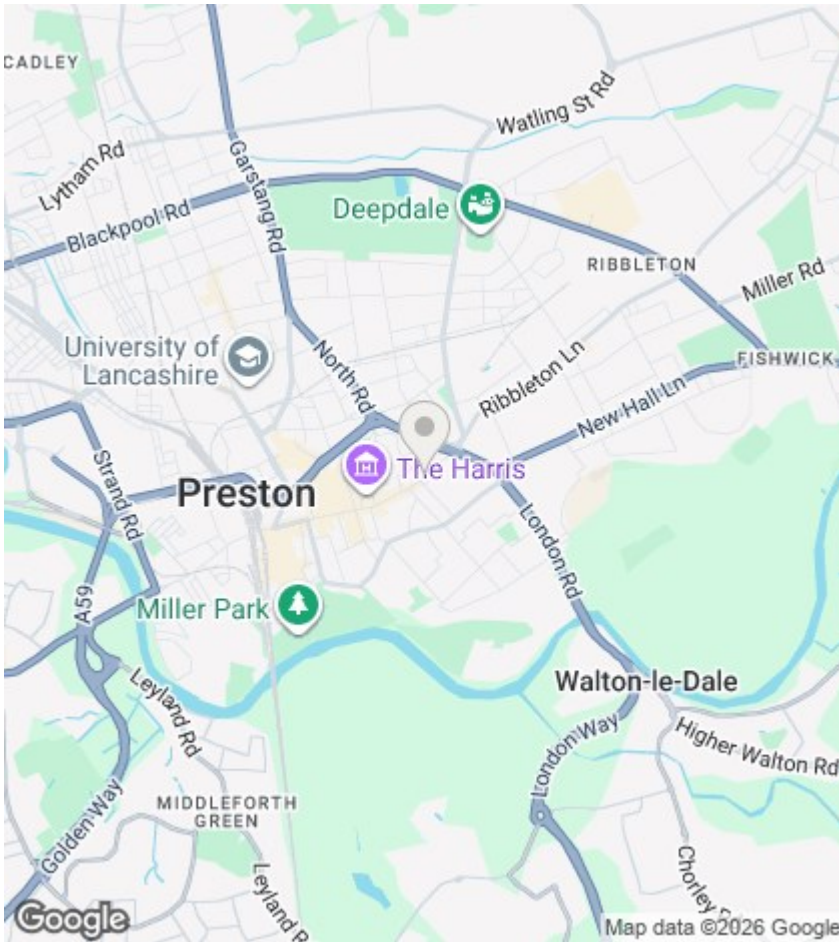 CADLEY
Watling St Rd
Lytham Rd
Garstang Rd
Blackpool Rd
Deepdale
RIBBLETON
Miller Rd
University of
Lancashire
North Rd
Ribbleton Ln
FISHWICK
New Hall Ln
The Harris
Strand Rd
Preston
London Rd
A59
Miller Park
Leyland Rd
Walton-le-Dale
London Way
Higher Walton Rd
MIDDLEFORTH
GREEN
Golden Way
Leyland R
Chorley
Google
Map data ©2026 Google